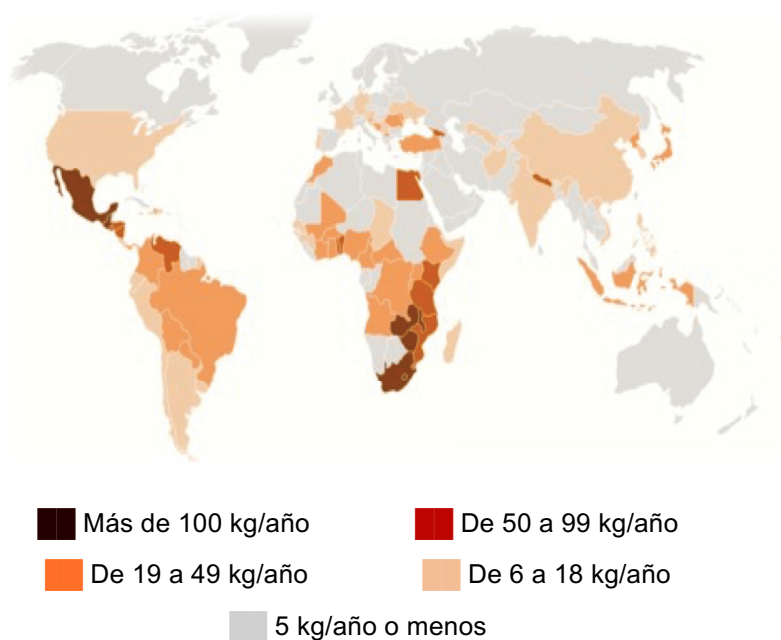 Más de 100 kg/año
De 50 a 99 kg/año
De 19 a 49 kg/año
De 6 a 18 kg/año
5 kg/año o menos